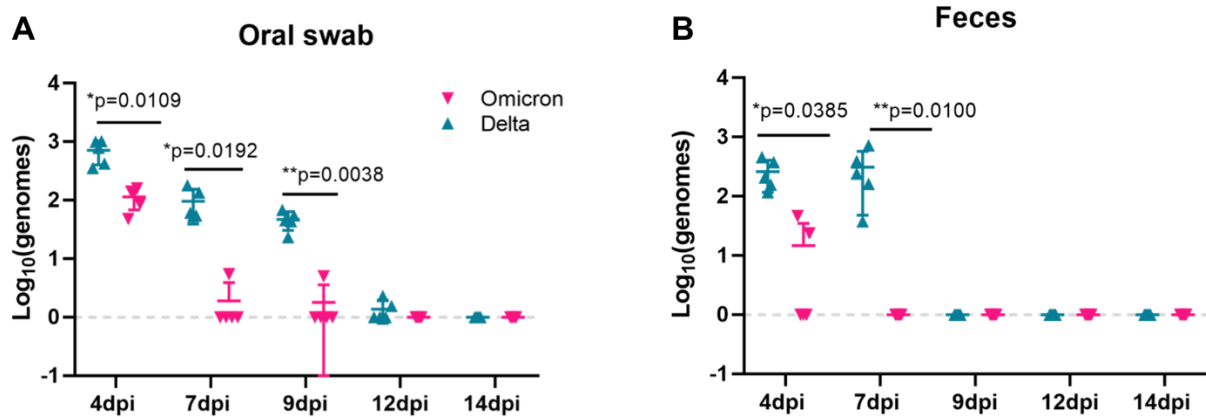 A
Oral swab
Log10(genomes)
4
3
2
1
0
-1
*p=0.0109
*p=0.0192
**p=0.0038
Omicron
Delta
4dpi 7dpi 9dpi 12dpi 14dpi
B
Feces
Log10(genomes)
4
3
2
1
0
-1
*p=0.0385
**p=0.0100
4dpi 7dpi 9dpi 12dpi 14dpi